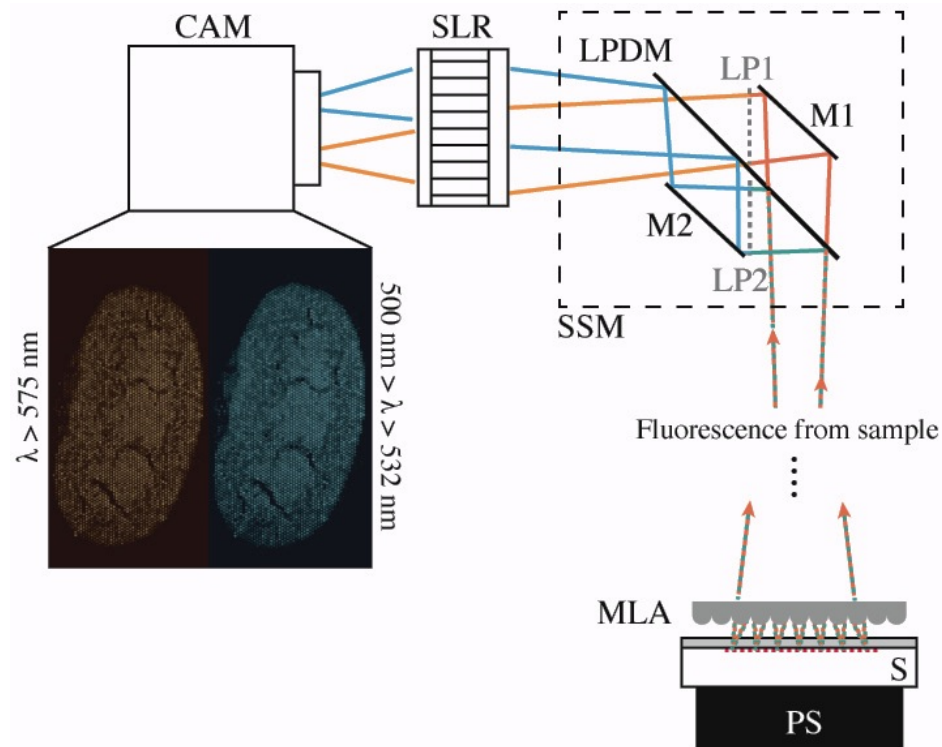 CAM
SLR
LPDM
LP1
M1
M2
LP2
SSM
λ > 575 nm
500 nm > λ > 532 nm
Fluorescence from sample
MLA
S
PS